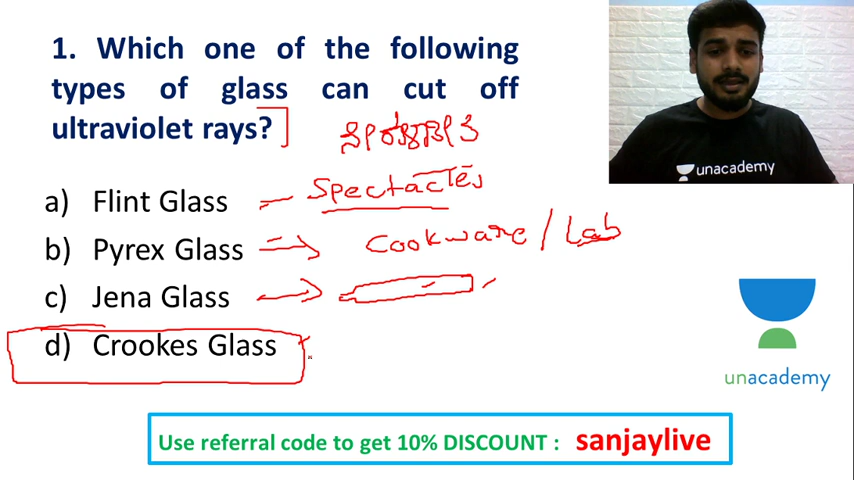 1. Which one of the following
types of glass can cut off
ultraviolet rays?
a) Flint Glass
Spectacles
b) Pyrex Glass
Cookware / Lab
c) Jena Glass
d) Crookes Glass
unacademy
unacademy
Use referral code to get 10% DISCOUNT : sanjaylive